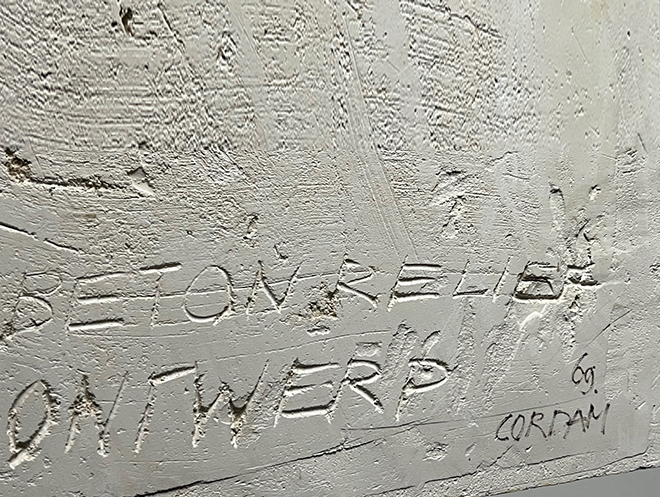 BETON RELIEF
ONTWERP
69.
CORDAM